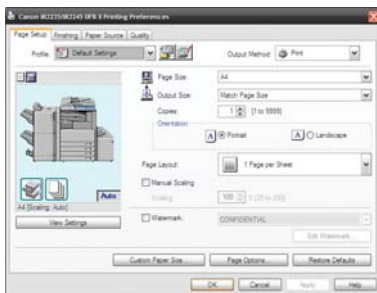 Canon iR3235/iR3245 UFR II Printing Preferences
Page Setup Finishing Paper Source Quality
Profile: Default Settings Output Method: Print
Page Size: A4
Output Size: Match Page Size
Copies: 1 [1 to 9999]
Orientation
A Portrait A Landscape
Page Layout: 1 Page per Sheet
Manual Scaling
Scaling: 100 % [25 to 200]
Auto
A4 [Scaling: Auto]
View Settings
Watermark: CONFIDENTIAL
Edit Watermark...
Custom Paper Size... Page Options... Restore Defaults
OK Cancel Apply Help